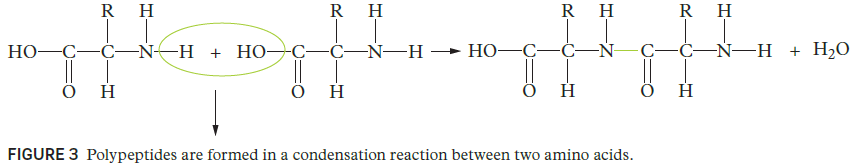 R H R H R H R H
HO—C—C—N—H + HO—C—C—N—H → HO—C—C—N—C—C—N—H + H₂O
O H O H O H O H
FIGURE 3 Polypeptides are formed in a condensation reaction between two amino acids.